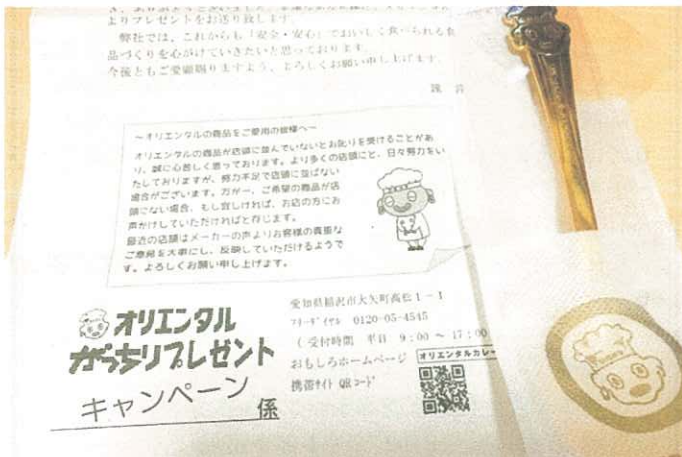 よりプレゼントをお送り致します。
弊社では、これからも「安全・安心」でおいしく食べられる食
品づくりを心がけていきたいと思っております。
今後ともご愛顧賜りますよう、よろしくお願い申し上げます。
～オリエンタルの商品をご愛用の皆様へ～
オリエンタルの商品が店頭に並んでいないとお叱りを受けることがあ
り、誠に心苦しく思っております。より多くの店頭にと、日々努力をい
たしておりますが、努力不足で店頭に並ばない
場合がございます。万が一、ご希望の商品が店
頭にない場合、もし宜しければ、お店の方にお
声かけしていただければと存じます。
最近の店頭はメーカーの声よりお客様の貴重な
ご意見を大事にし、反映していただけるようで
す。よろしくお願い申し上げます。
オリエンタル
がっちりプレゼント
キャンペーン 係
愛知県稲沢市大矢町高松1-1
フリーダイヤル 0120-05-4545
(受付時間 平日 9:00 ～ 17:00
おもしろホームページ オリエンタルカレー
携帯サイト QRコード